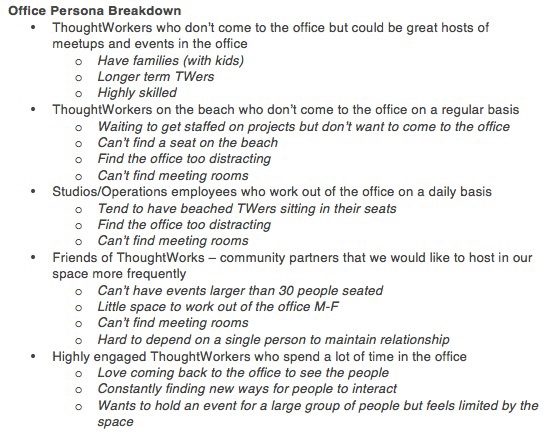 Office Persona Breakdown
• ThoughtWorkers who don't come to the office but could be great hosts of
meetups and events in the office
o Have families (with kids)
o Longer term TWers
o Highly skilled
• ThoughtWorkers on the beach who don't come to the office on a regular basis
o Waiting to get staffed on projects but don't want to come to the office
o Can't find a seat on the beach
o Find the office too distracting
o Can't find meeting rooms
• Studios/Operations employees who work out of the office on a daily basis
o Tend to have beached TWers sitting in their seats
o Find the office too distracting
o Can't find meeting rooms
• Friends of ThoughtWorks – community partners that we would like to host in our
space more frequently
o Can't have events larger than 30 people seated
o Little space to work out of the office M-F
o Can't find meeting rooms
o Hard to depend on a single person to maintain relationship
• Highly engaged ThoughtWorkers who spend a lot of time in the office
o Love coming back to the office to see the people
o Constantly finding new ways for people to interact
o Wants to hold an event for a large group of people but feels limited by the
space